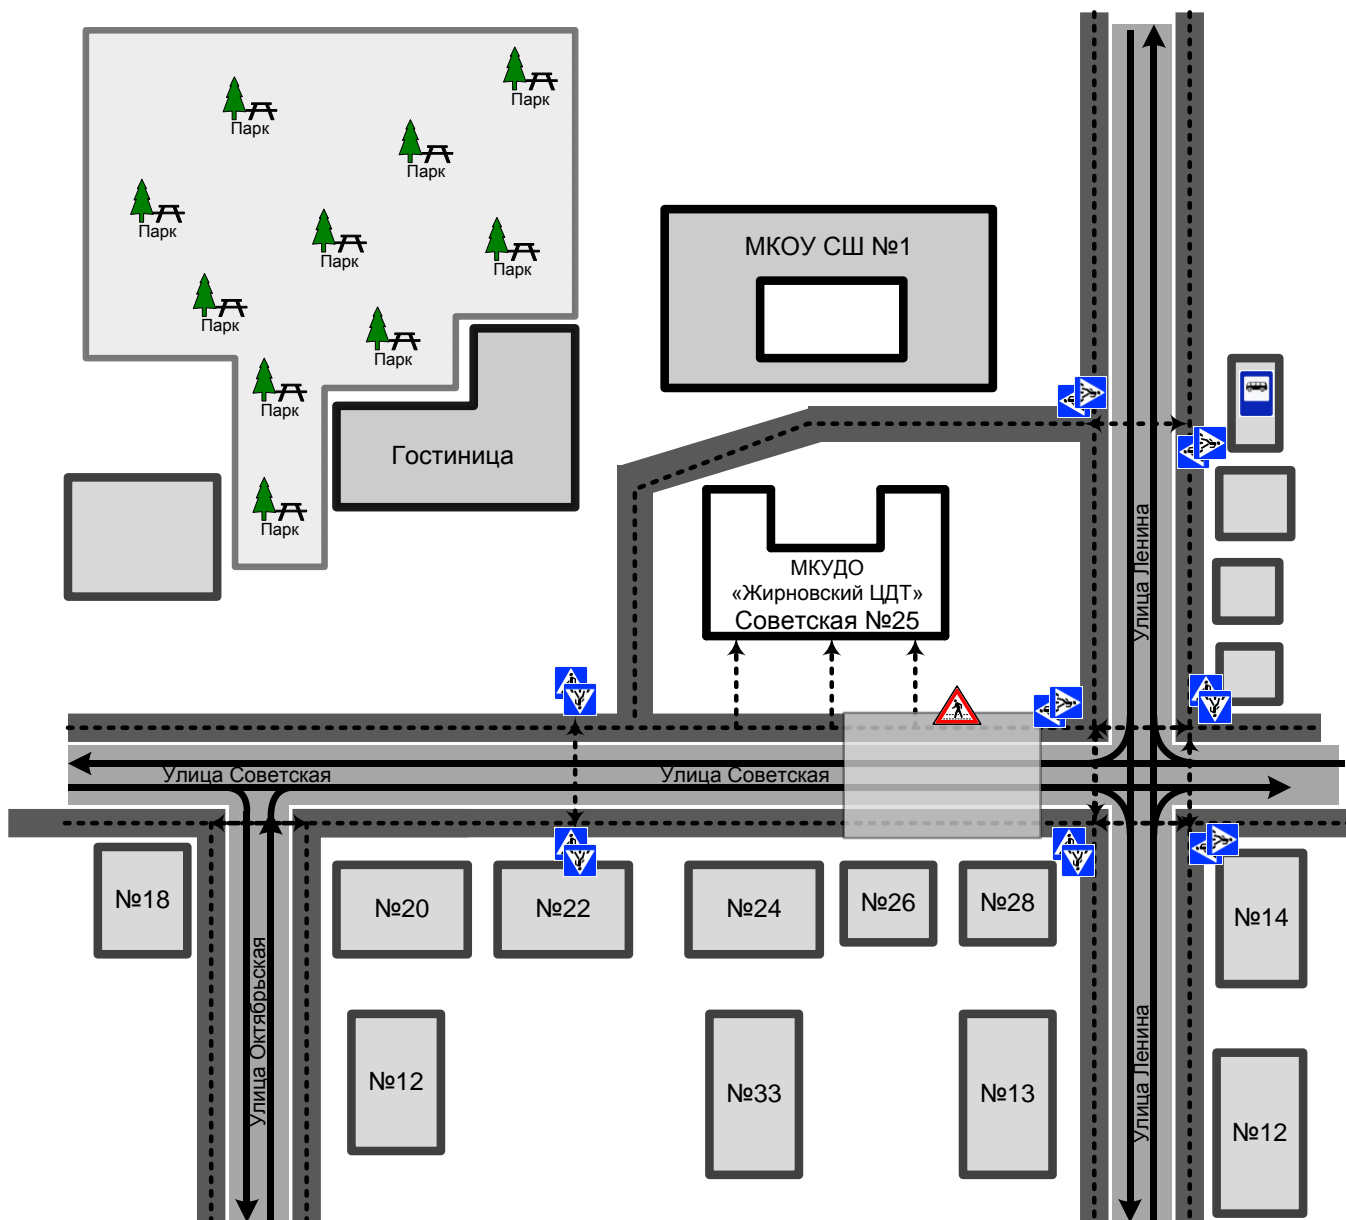 Парк
Парк
Парк
Парк
Парк
Парк
Парк
Парк
Парк
Парк
МКОУ СШ №1
Гостиница
МКУДО
«Жирновский ЦДТ»
Советская №25
Улица Ленина
Улица Советская
Улица Советская
№18
№20
№22
№24
№26
№28
№14
Улица Октябрьская
Улица Ленина
№12
№33
№13
№12